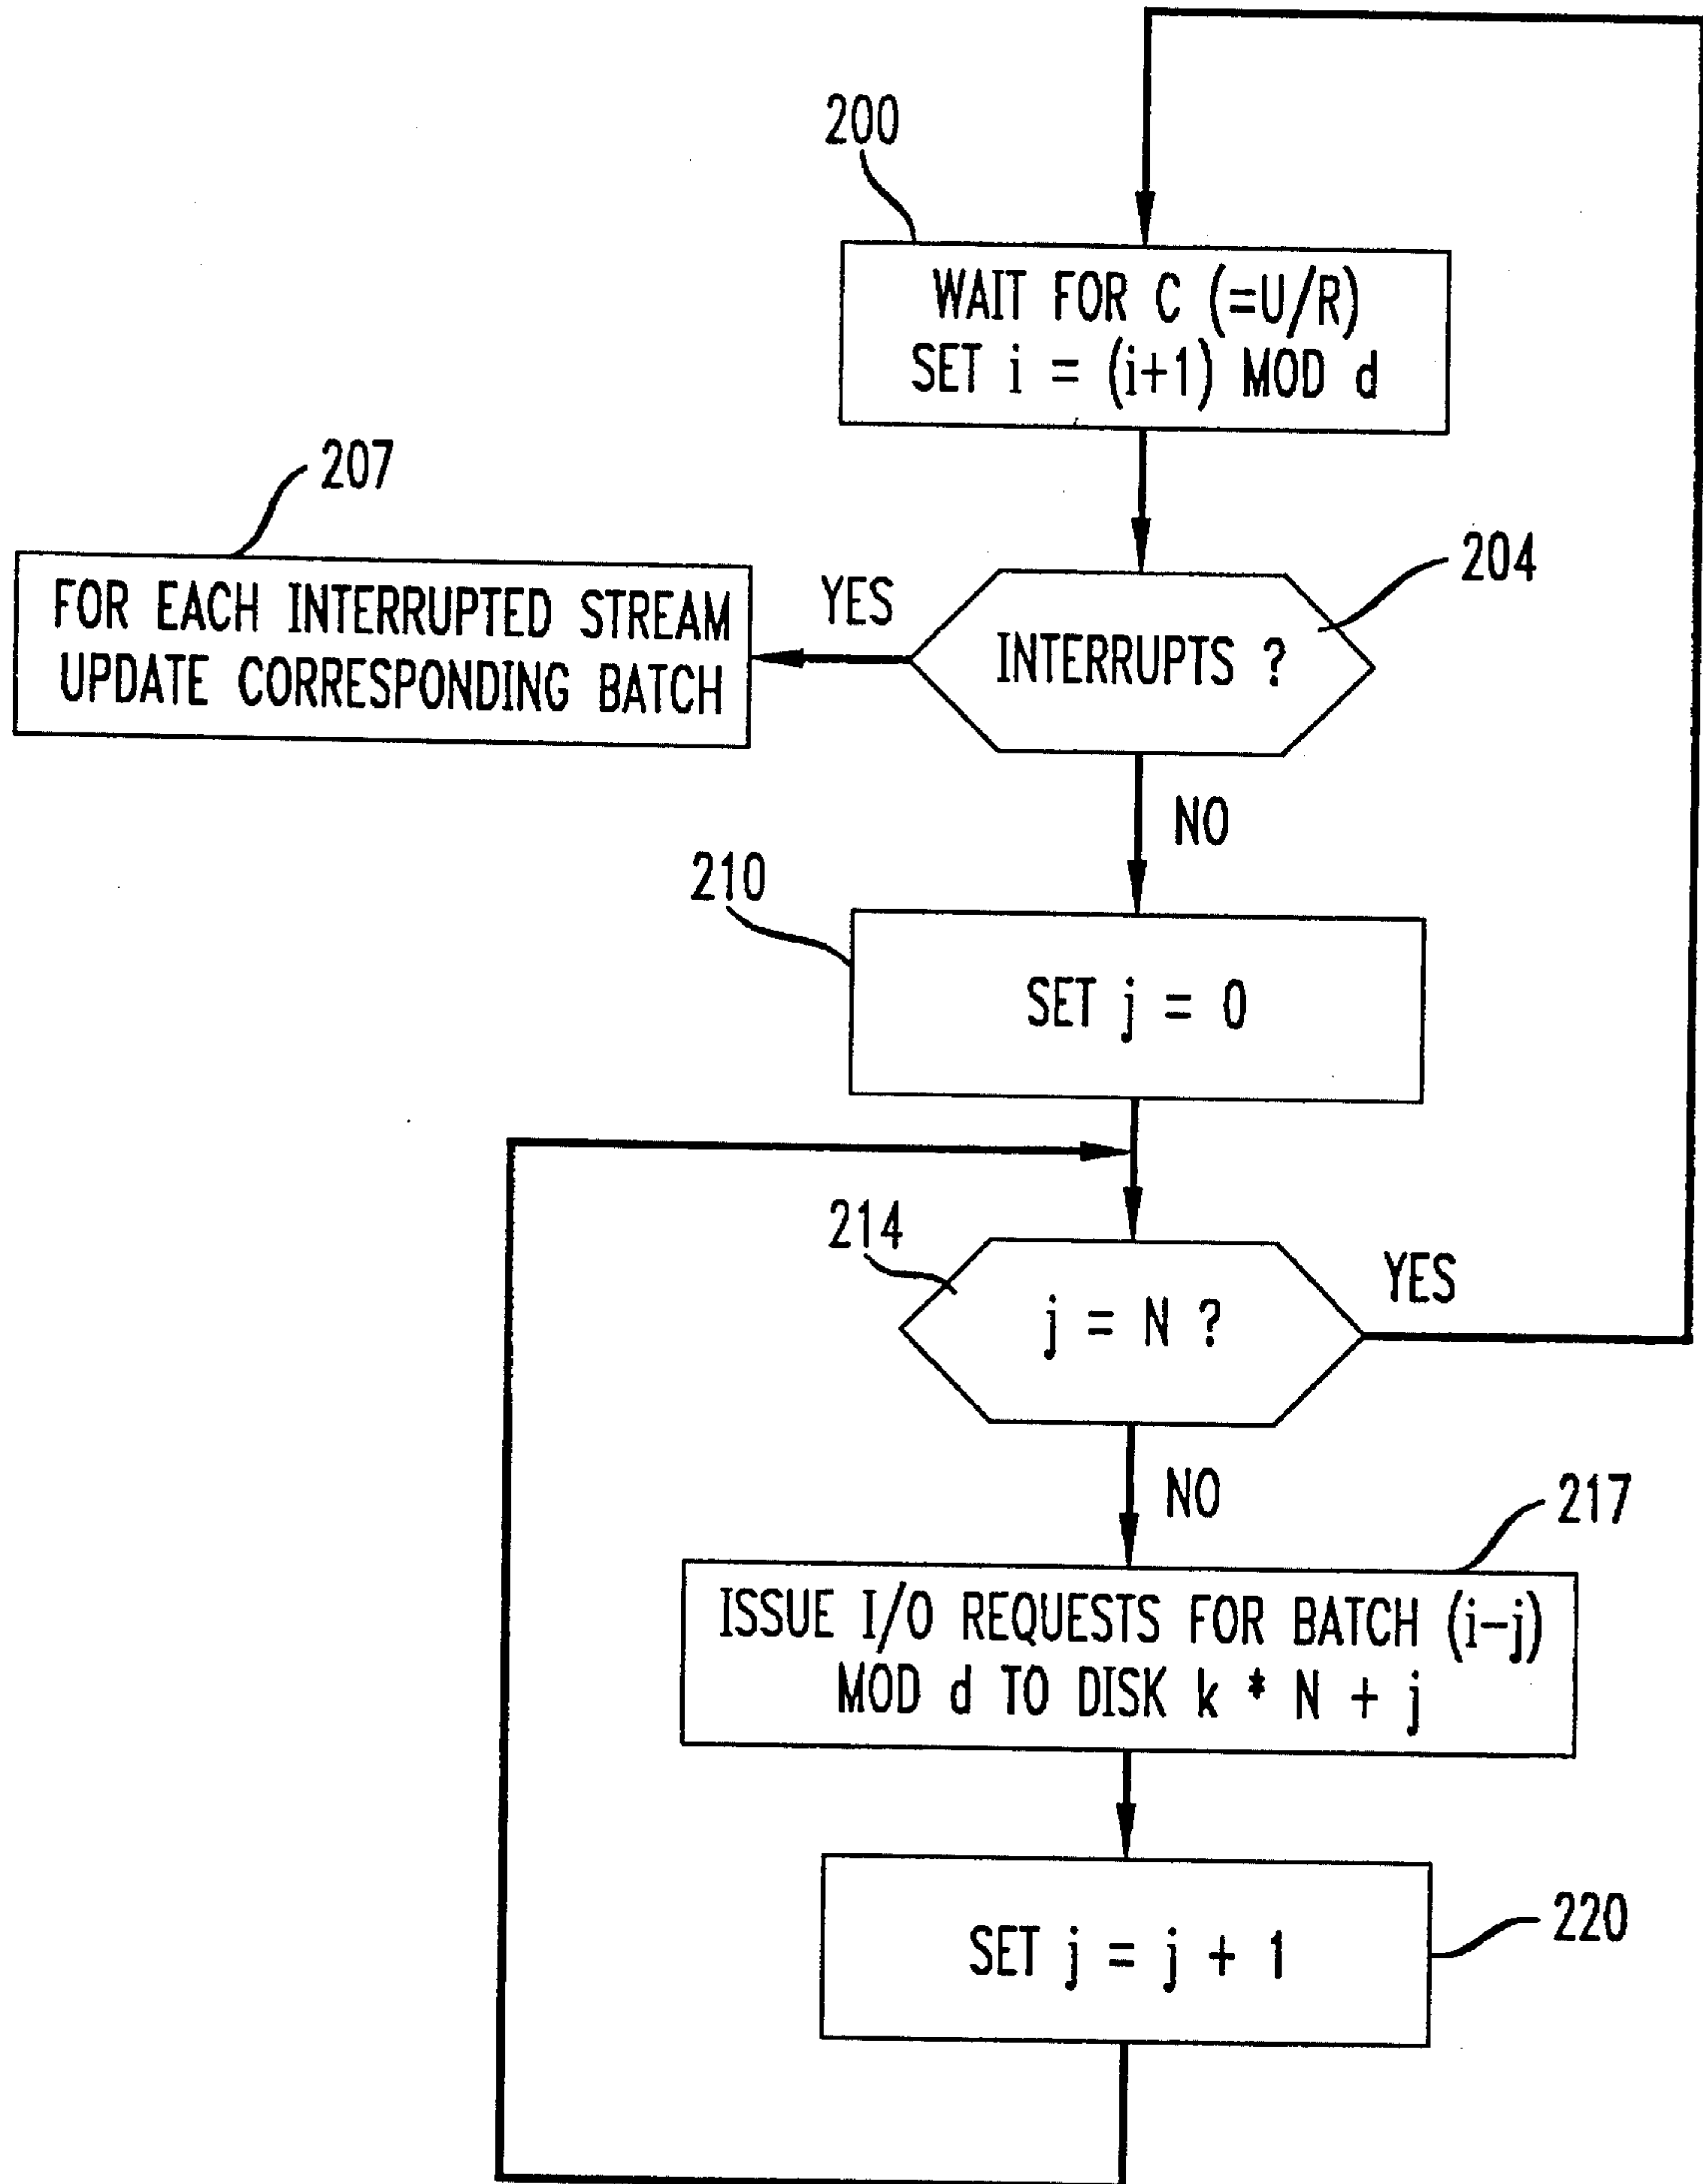 200
WAIT FOR C (=U/R)
SET i = (i+1) MOD d
207
FOR EACH INTERRUPTED STREAM
UPDATE CORRESPONDING BATCH
YES
204
INTERRUPTS ?
NO
210
SET j = 0
214
j = N ?
YES
NO
217
ISSUE I/O REQUESTS FOR BATCH (i-j)
MOD d TO DISK k * N + j
220
SET j = j + 1